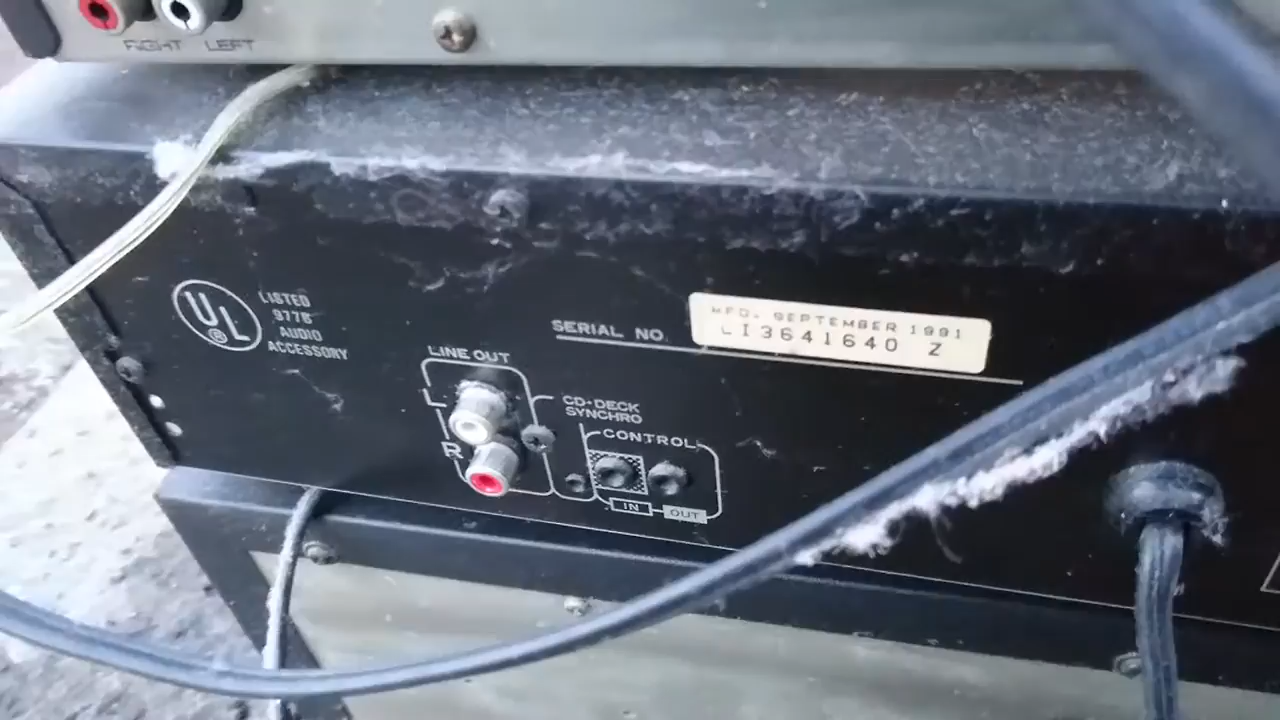 RIGHT LEFT
UL
®
LISTED
977B
AUDIO
ACCESSORY
SERIAL NO.
MFD. SEPTEMBER 1991
LI3641640 Z
LINE OUT
L
R
CD-DECK
SYNCHRO
CONTROL
IN OUT